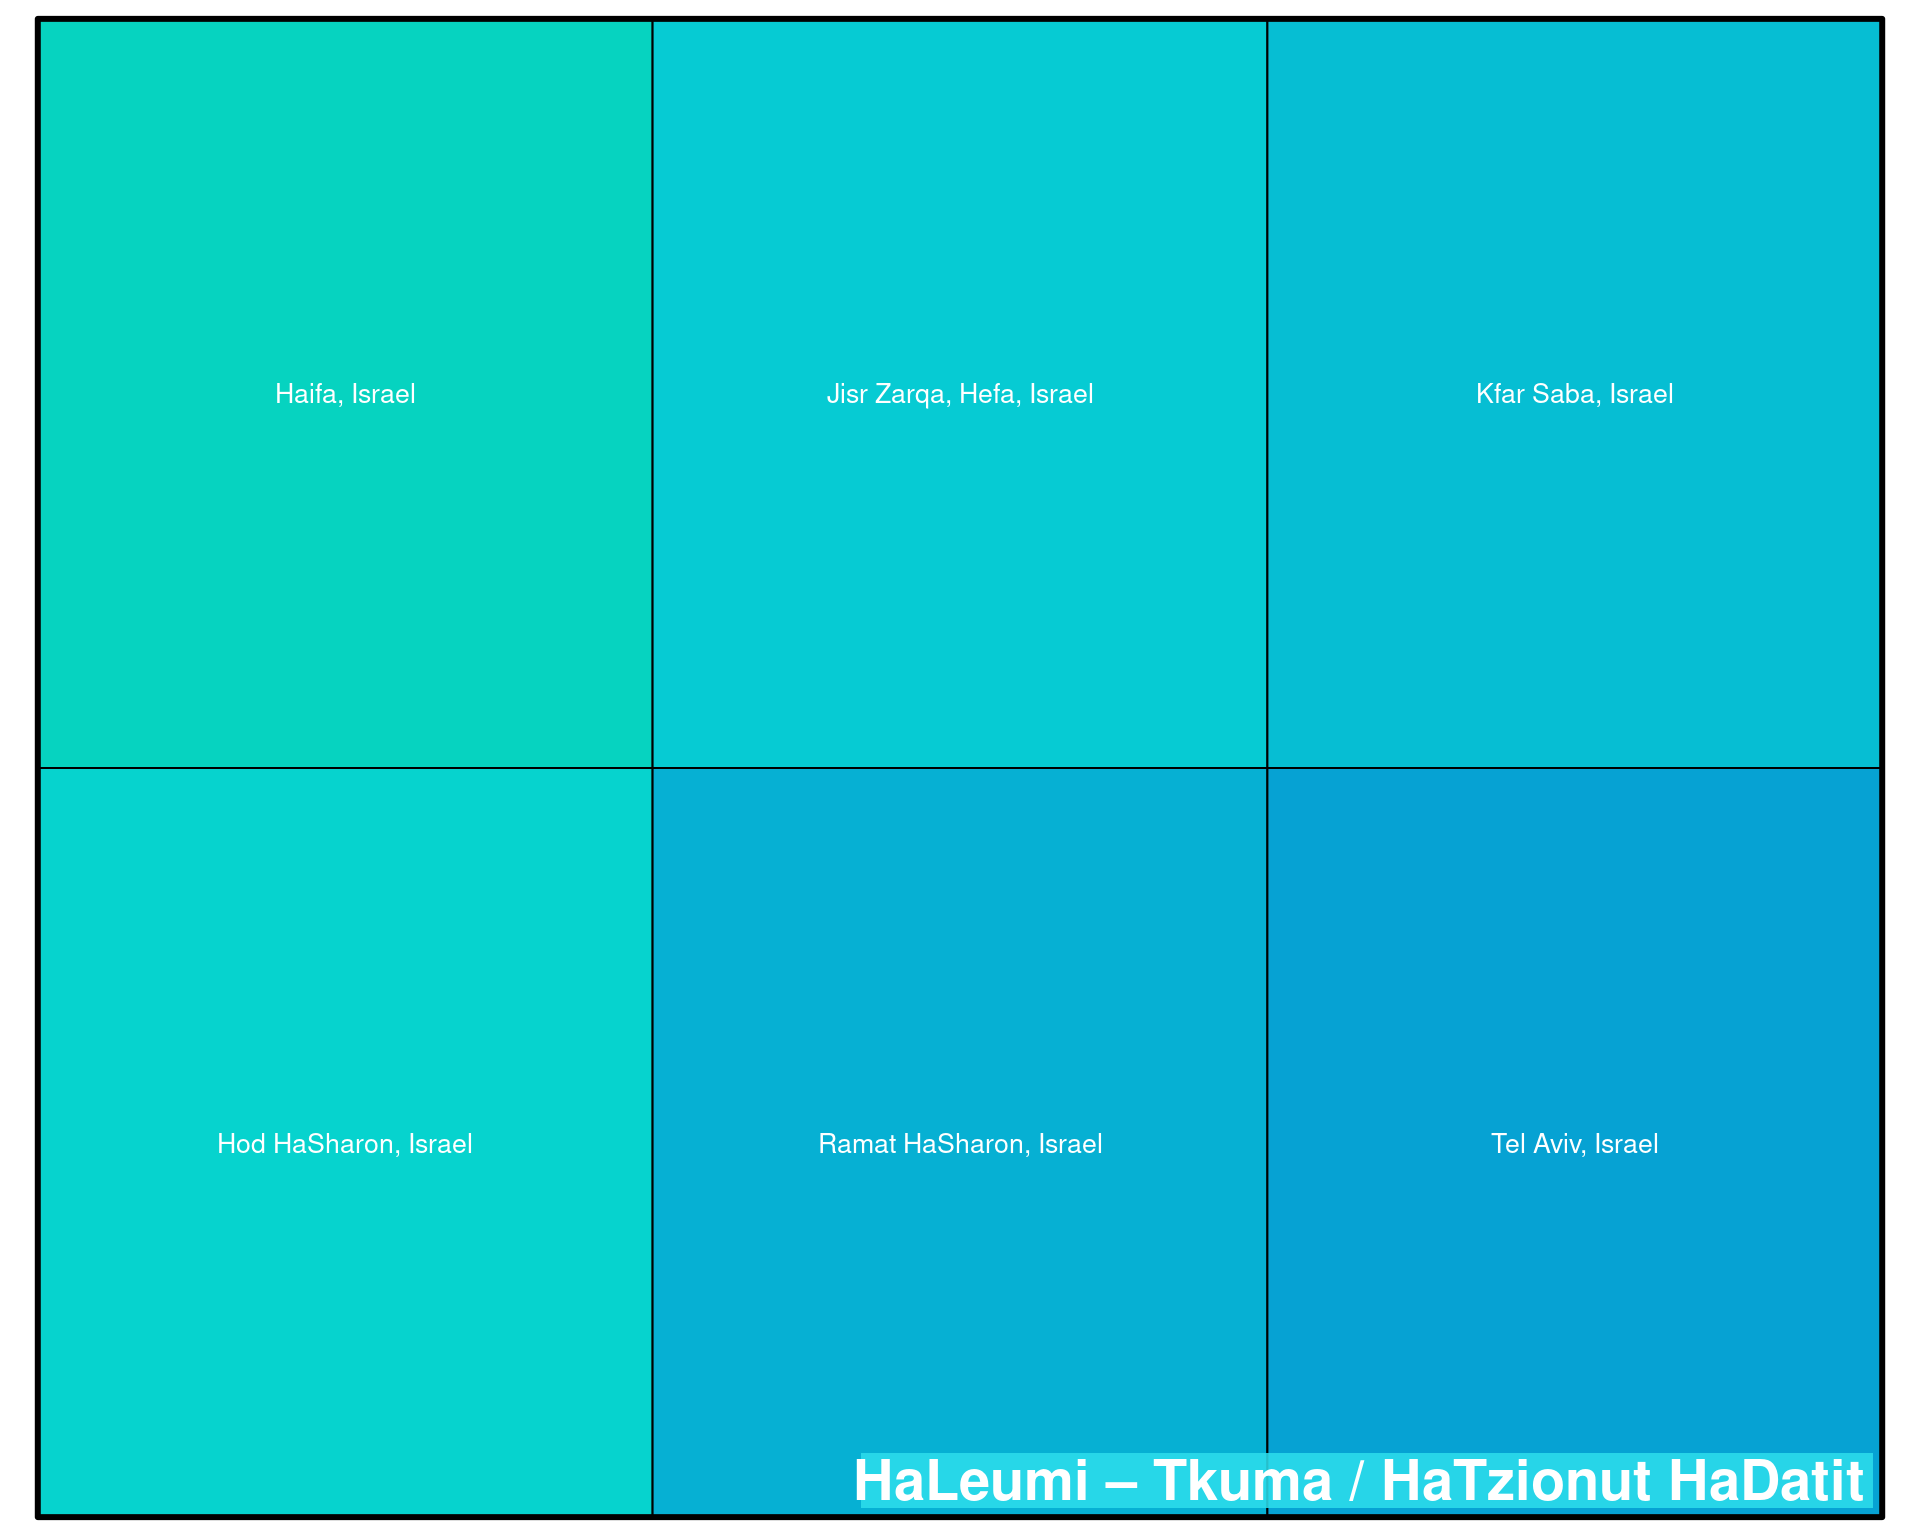 Haifa, Israel
Jisr Zarqa, Hefa, Israel
Kfar Saba, Israel
Hod HaSharon, Israel
Ramat HaSharon, Israel
Tel Aviv, Israel
HaLeumi – Tkuma / HaTzionut HaDatit